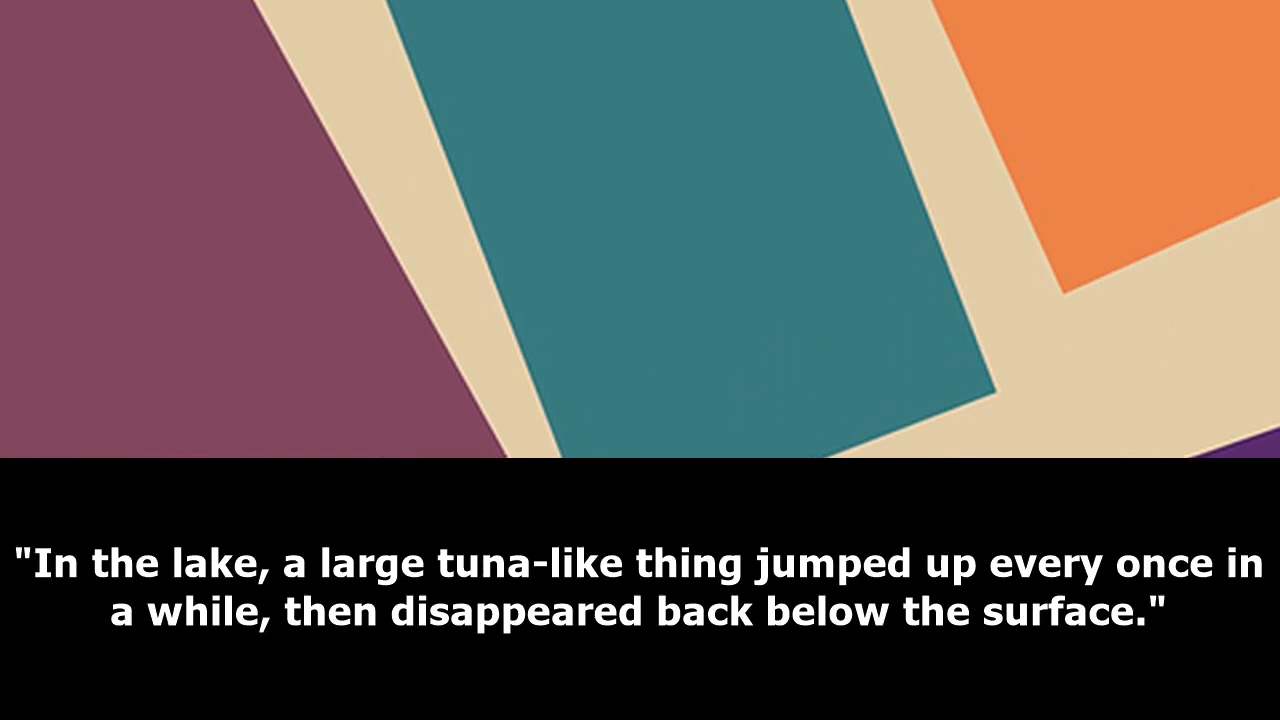 "In the lake, a large tuna-like thing jumped up every once in
a while, then disappeared back below the surface."